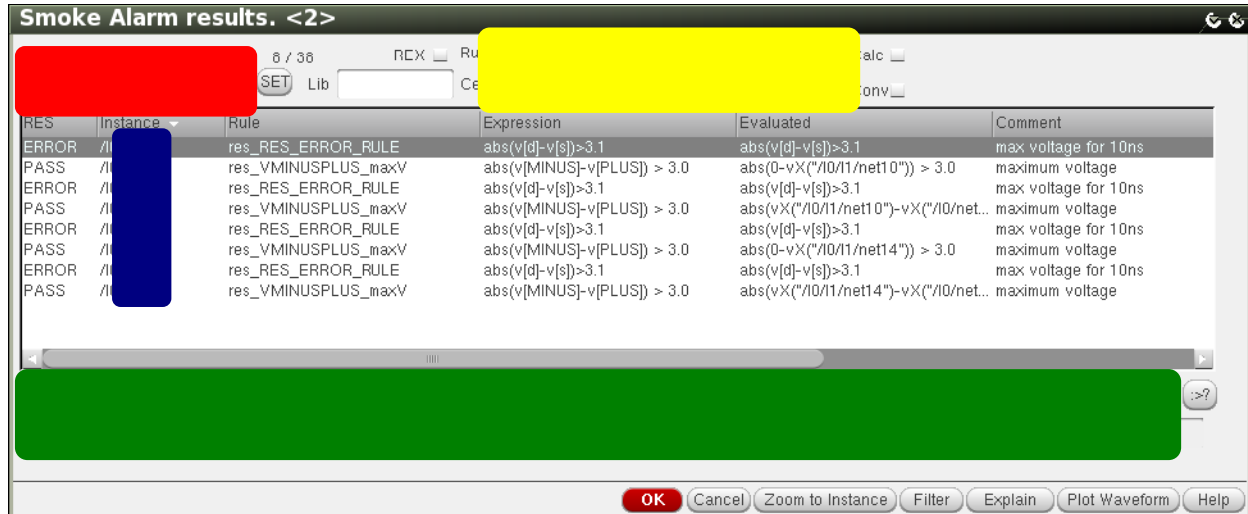 Smoke Alarm results. <2>
8 / 38 REX Ru alc
SET Lib Ce onv
RES Instance Rule Expression Evaluated Comment
ERROR /I res_RES_ERROR_RULE abs(v[d]-v[s])>3.1 abs(v[d]-v[s])>3.1 max voltage for 10ns
PASS /I res_VMINUSPLUS_maxV abs(v[MINUS]-v[PLUS]) > 3.0 abs(0-vX("/I0/I1/net10")) > 3.0 maximum voltage
ERROR /I res_RES_ERROR_RULE abs(v[d]-v[s])>3.1 abs(v[d]-v[s])>3.1 max voltage for 10ns
PASS /I res_VMINUSPLUS_maxV abs(v[MINUS]-v[PLUS]) > 3.0 abs(vX("/I0/I1/net10")-vX("/I0/net... maximum voltage
ERROR /I res_RES_ERROR_RULE abs(v[d]-v[s])>3.1 abs(v[d]-v[s])>3.1 max voltage for 10ns
PASS /I res_VMINUSPLUS_maxV abs(v[MINUS]-v[PLUS]) > 3.0 abs(0-vX("/I0/I1/net14")) > 3.0 maximum voltage
ERROR /I res_RES_ERROR_RULE abs(v[d]-v[s])>3.1 abs(v[d]-v[s])>3.1 max voltage for 10ns
PASS /I res_VMINUSPLUS_maxV abs(v[MINUS]-v[PLUS]) > 3.0 abs(vX("/I0/I1/net14")-vX("/I0/net... maximum voltage
:>?
OK Cancel Zoom to Instance Filter Explain Plot Waveform Help